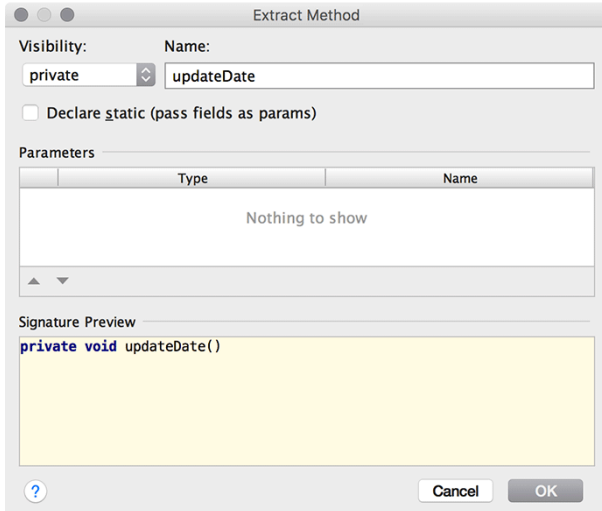 Extract Method
Visibility: Name:
private updateDate
Declare static (pass fields as params)
Parameters
Type Name
Nothing to show
Signature Preview
private void updateDate()
? Cancel OK